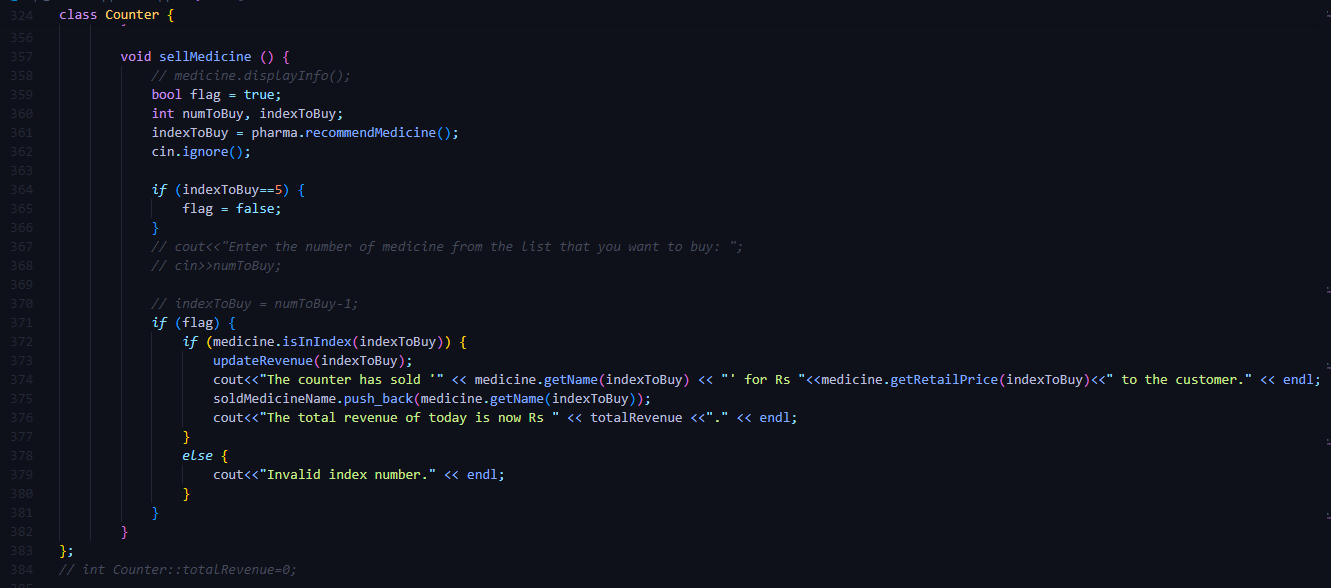 324 class Counter {
356
357 void sellMedicine () {
358 // medicine.displayInfo();
359 bool flag = true;
360 int numToBuy, indexToBuy;
361 indexToBuy = pharma.recommendMedicine();
362 cin.ignore();
363
364 if (indexToBuy==5) {
365 flag = false;
366 }
367 // cout<<"Enter the number of medicine from the list that you want to buy: ";
368 // cin>>numToBuy;
369
370 // indexToBuy = numToBuy-1;
371 if (flag) {
372 if (medicine.isInIndex(indexToBuy)) {
373 updateRevenue(indexToBuy);
374 cout<<"The counter has sold '" << medicine.getName(indexToBuy) << "' for Rs "<<medicine.getRetailPrice(indexToBuy)<<" to the customer." << endl;
375 soldMedicineName.push_back(medicine.getName(indexToBuy));
376 cout<<"The total revenue of today is now Rs " << totalRevenue <<"." << endl;
377 }
378 else {
379 cout<<"Invalid index number." << endl;
380 }
381 }
382 }
383 };
384 // int Counter::totalRevenue=0;